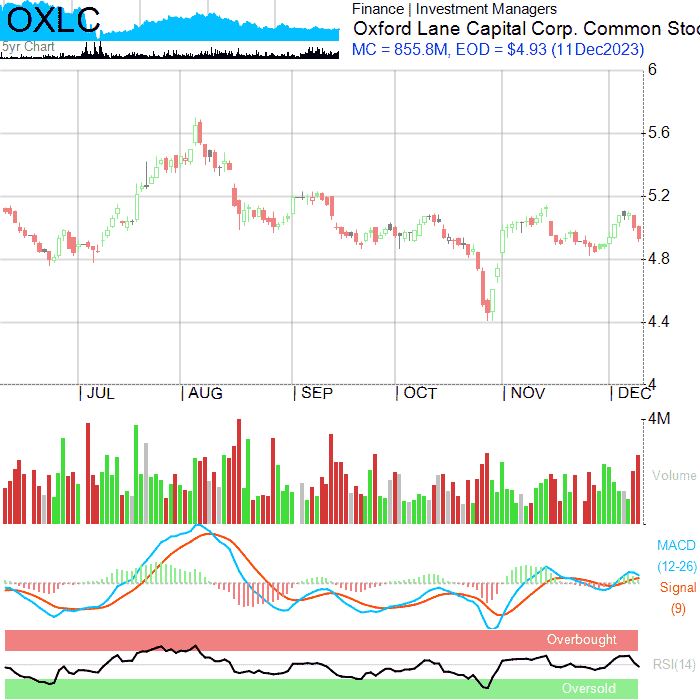 OXLC
5yr Chart
Finance | Investment Managers
Oxford Lane Capital Corp. Common Stoc
MC = 855.8M, EOD = $4.93 (11Dec2023)
6
5.6
5.2
4.8
4.4
4
| JUL | AUG | SEP | OCT | NOV | DEC
4M
Volume
MACD
(12-26)
Signal
(9)
Overbought
RSI(14)
Oversold